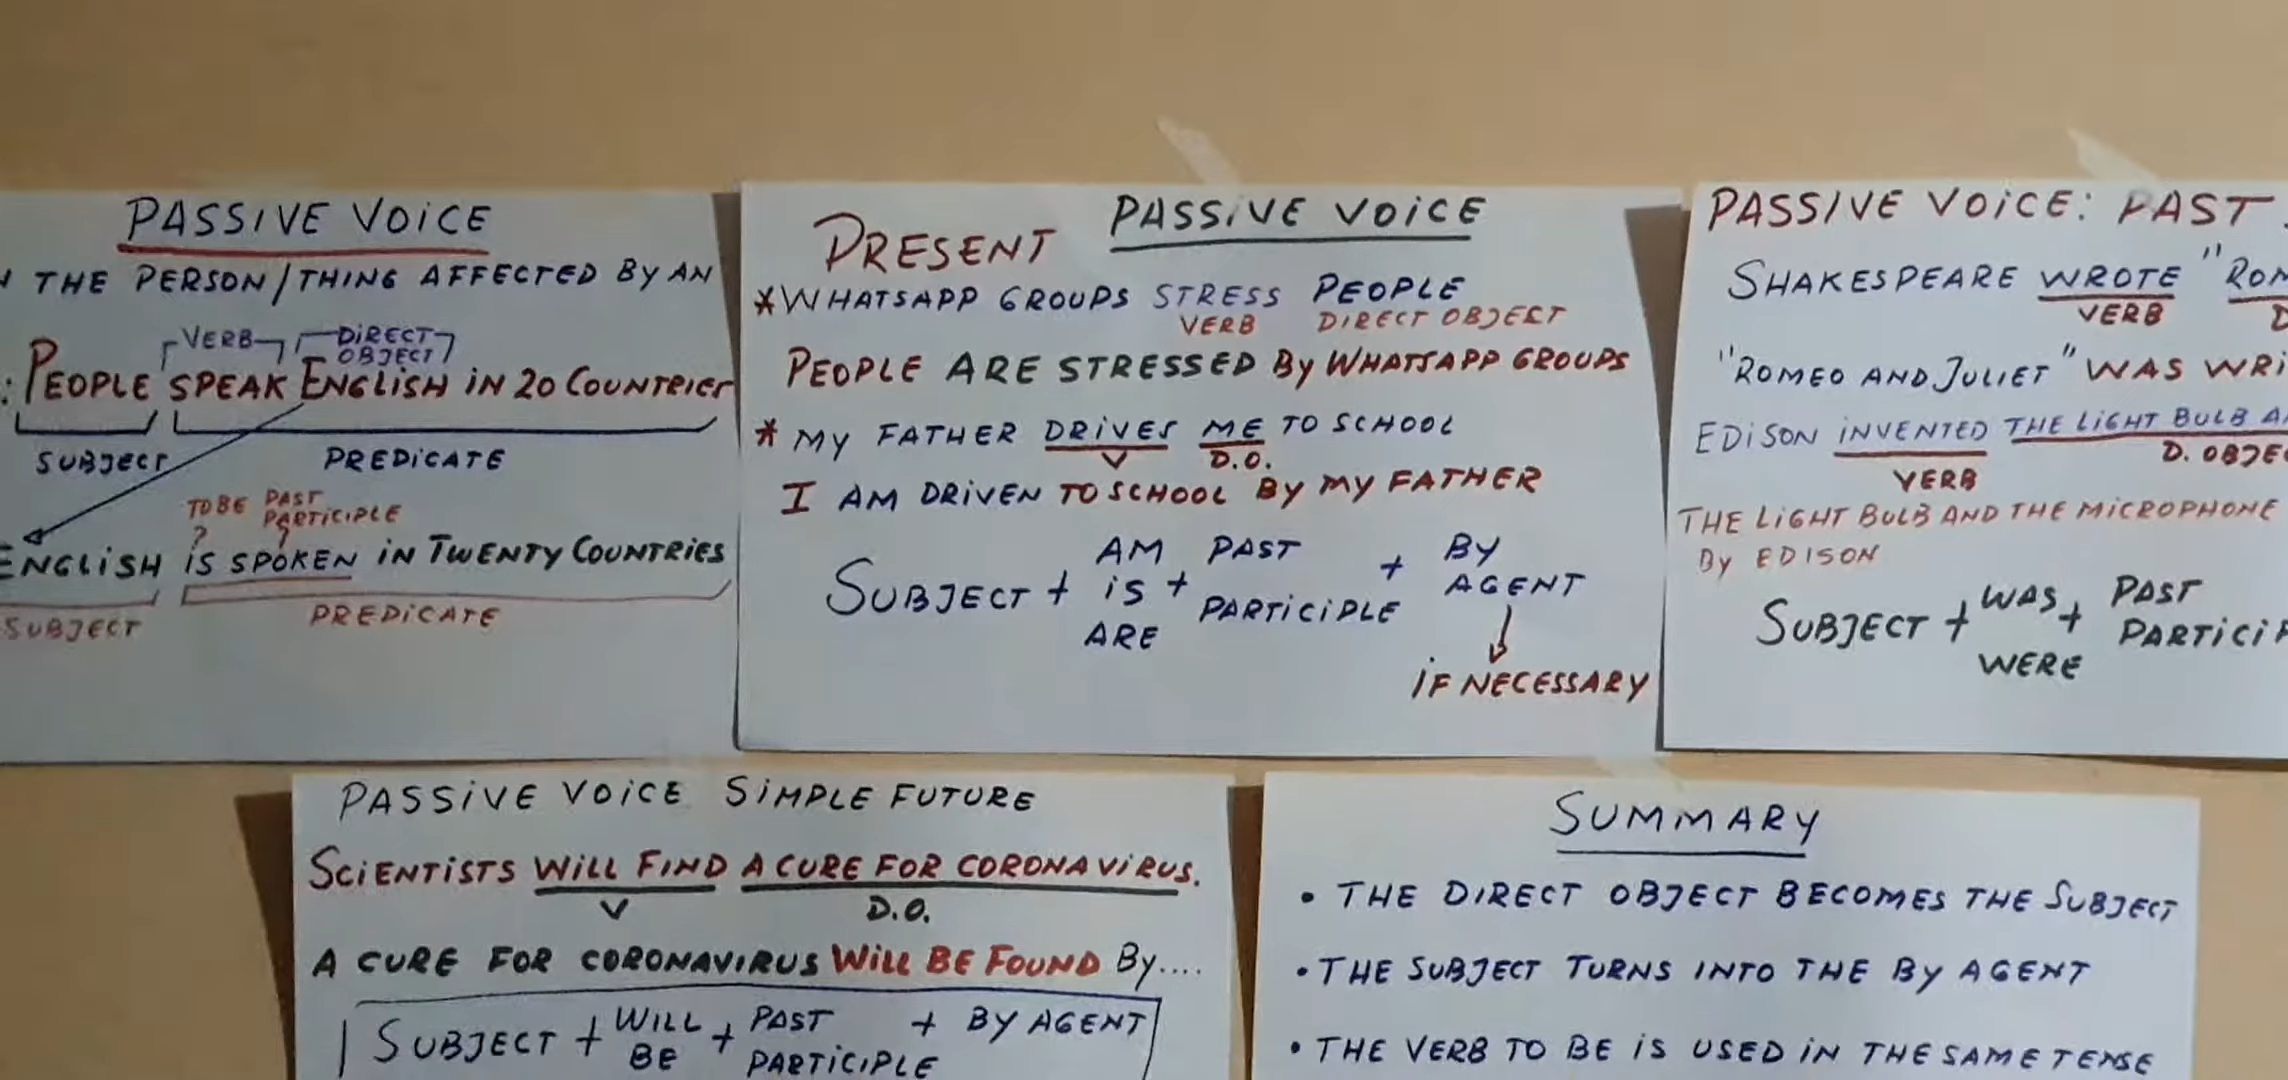 PASSIVE VOICE
THE PERSON/THING AFFECTED BY AN
VERB DIRECT
OBJECT
: PEOPLE SPEAK ENGLISH IN 20 COUNTRIES
SUBJECT PREDICATE
TO BE PAST
PARTICIPLE
? ?
ENGLISH IS SPOKEN IN TWENTY COUNTRIES
SUBJECT PREDICATE
PASSIVE VOICE
PRESENT
*WHATSAPP GROUPS STRESS PEOPLE
VERB DIRECT OBJECT
PEOPLE ARE STRESSED BY WHATSAPP GROUPS
* MY FATHER DRIVES ME TO SCHOOL
V D.O.
I AM DRIVEN TO SCHOOL BY MY FATHER
AM PAST BY
SUBJECT + IS + PARTICIPLE + AGENT
ARE
IF NECESSARY
PASSIVE VOICE: PAST
SHAKESPEARE WROTE "ROM
VERB D
"ROMEO AND JULIET" WAS WRI
EDISON INVENTED THE LIGHT BULB A
VERB D. OBJE
THE LIGHT BULB AND THE MICROPHONE
BY EDISON
SUBJECT + WAS + PAST
WERE PARTICIP
PASSIVE VOICE SIMPLE FUTURE
SCIENTISTS WILL FIND A CURE FOR CORONAVIRUS.
V D.O.
A CURE FOR CORONAVIRUS WILL BE FOUND BY....
SUBJECT + WILL + PAST + BY AGENT
BE PARTICIPLE
SUMMARY
• THE DIRECT OBJECT BECOMES THE SUBJECT
• THE SUBJECT TURNS INTO THE BY AGENT
• THE VERB TO BE IS USED IN THE SAME TENSE